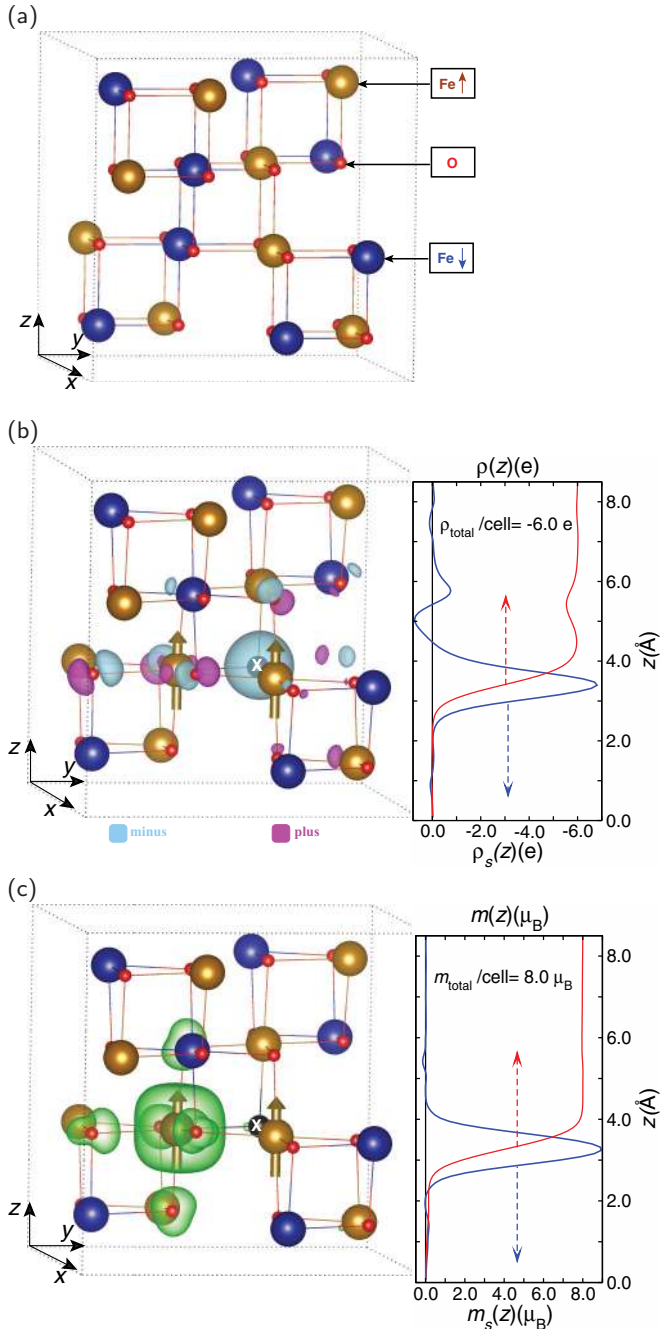 (a)
Fe ↑
O
Fe ↓
z
y
x
(b)
ρ(z)(e)
ρtotal /cell= -6.0 e
8.0
6.0
4.0
2.0
0.0
z(Å)
X
z
y
x
minus
plus
0.0 -2.0 -4.0 -6.0
ρs(z)(e)
(c)
m(z)(μB)
mtotal /cell= 8.0 μB
8.0
6.0
4.0
2.0
0.0
z(Å)
X
z
y
x
0.0 2.0 4.0 6.0 8.0
ms(z)(μB)